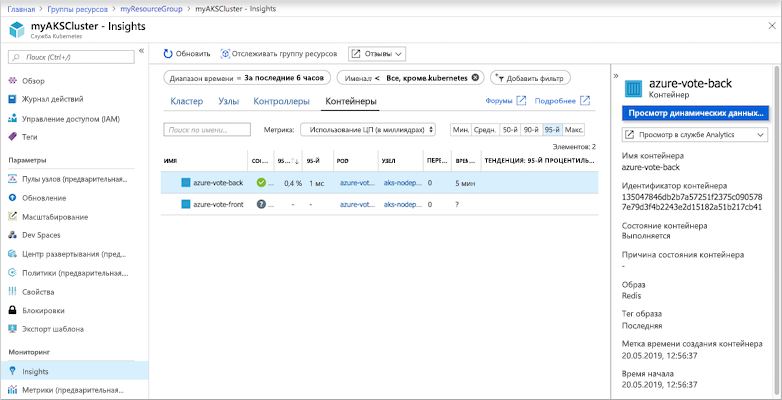 Главная > Группы ресурсов > myResourceGroup > myAKSCluster - Insights
myAKSCluster - Insights
Служба Kubernetes
Поиск (Ctrl+/)
Обзор
Журнал действий
Управление доступом (IAM)
Теги
Параметры
Пулы узлов (предварительная...
Обновление
Масштабирование
Dev Spaces
Центр развертывания (пред...
Политики (предварительная...
Свойства
Блокировки
Экспорт шаблона
Мониторинг
Insights
Метрики (предварительная...
Обновить Отслеживать группу ресурсов Отзывы
Диапазон времени = За последние 6 часов Именал < Все, кроме.kubernetes Добавить фильтр
Кластер Узлы Контроллеры Контейнеры Форумы Подробнее
Поиск по имени... Метрика: Использование ЦП (в миллиядрах) Мин. Средн. 50-й 90-й 95-й Макс.
Элементов: 2
ИМЯ СОС... 95... 95-Й POD УЗЕЛ ПЕРЕ... ВРЕ... ТЕНДЕНЦИЯ: 95-Й ПРОЦЕНТИЛЬ...
azure-vote-back ... 0,4 % 1 мс azure-vot... aks-nodep... 0 5 мин
azure-vote-front ... - - azure-vot... aks-nodep... 0 ?
azure-vote-back
Контейнер
Просмотр динамических данных...
Просмотр в службе Analytics
Имя контейнера
azure-vote-back
Идентификатор контейнера
135047846db2b7a57251f2375c090578
7e79d3f4b2243e2d15182a51b217cb41
Состояние контейнера
Выполняется
Причина состояния контейнера
-
Образ
Redis
Тег образа
Последняя
Метка времени создания контейнера
20.05.2019, 12:56:37
Время начала
20.05.2019, 12:56:37